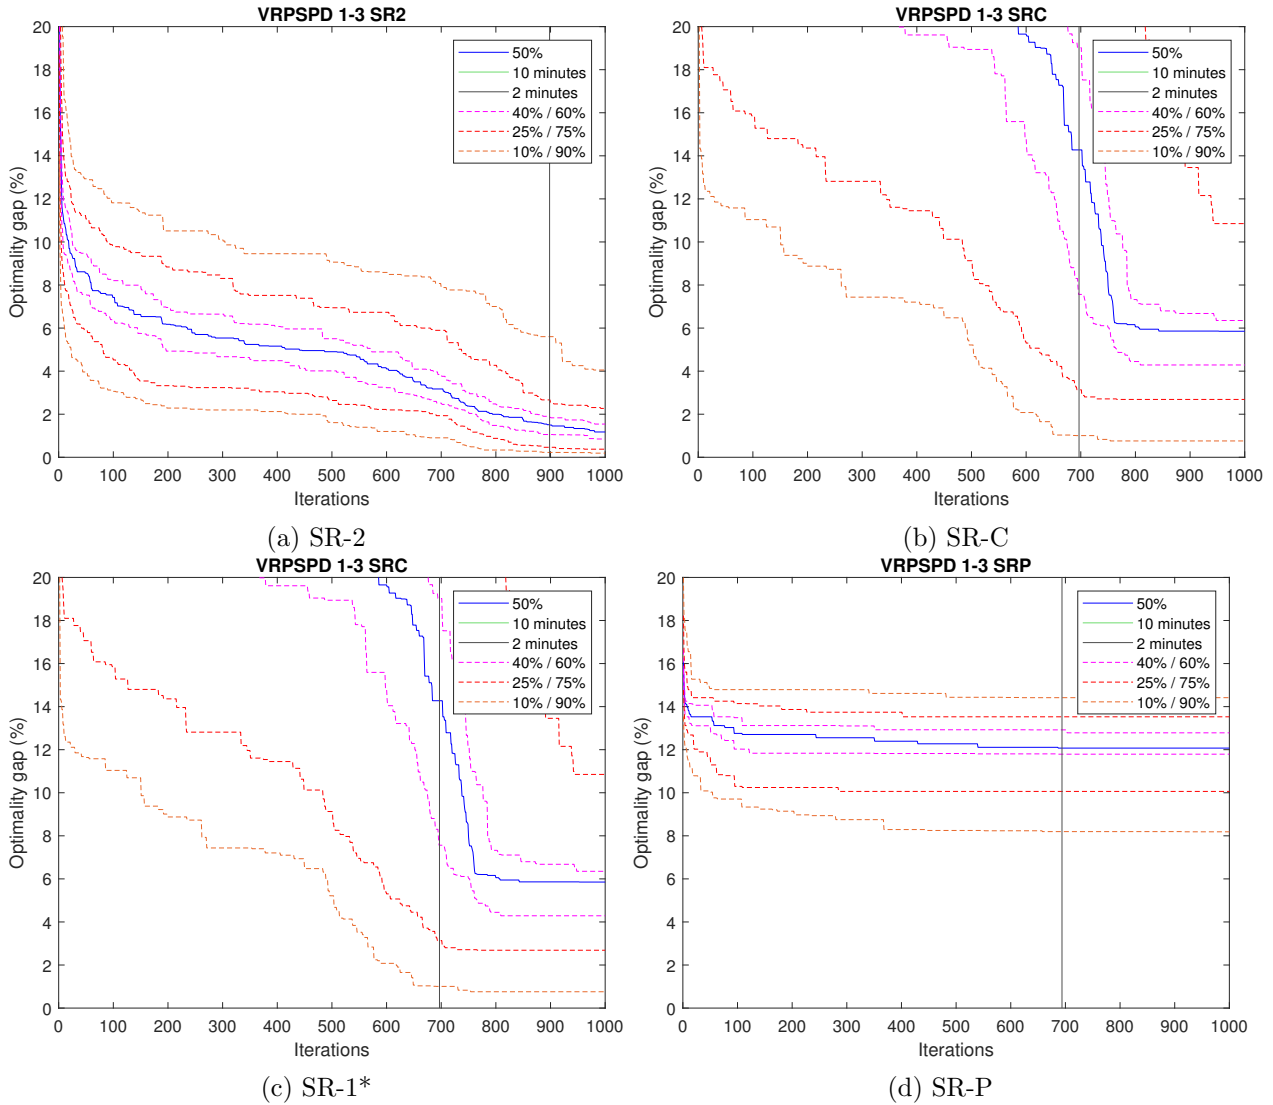 VRPSPD 1-3 SR2
20
18
16
14
12
10
8
6
4
2
0
Optimality gap (%)
50%
10 minutes
2 minutes
40% / 60%
25% / 75%
10% / 90%
0 100 200 300 400 500 600 700 800 900 1000
Iterations
(a) SR-2
VRPSPD 1-3 SRC
20
18
16
14
12
10
8
6
4
2
0
Optimality gap (%)
50%
10 minutes
2 minutes
40% / 60%
25% / 75%
10% / 90%
0 100 200 300 400 500 600 700 800 900 1000
Iterations
(b) SR-C
VRPSPD 1-3 SRC
20
18
16
14
12
10
8
6
4
2
0
Optimality gap (%)
50%
10 minutes
2 minutes
40% / 60%
25% / 75%
10% / 90%
0 100 200 300 400 500 600 700 800 900 1000
Iterations
(c) SR-1*
VRPSPD 1-3 SRP
20
18
16
14
12
10
8
6
4
2
0
Optimality gap (%)
50%
10 minutes
2 minutes
40% / 60%
25% / 75%
10% / 90%
0 100 200 300 400 500 600 700 800 900 1000
Iterations
(d) SR-P